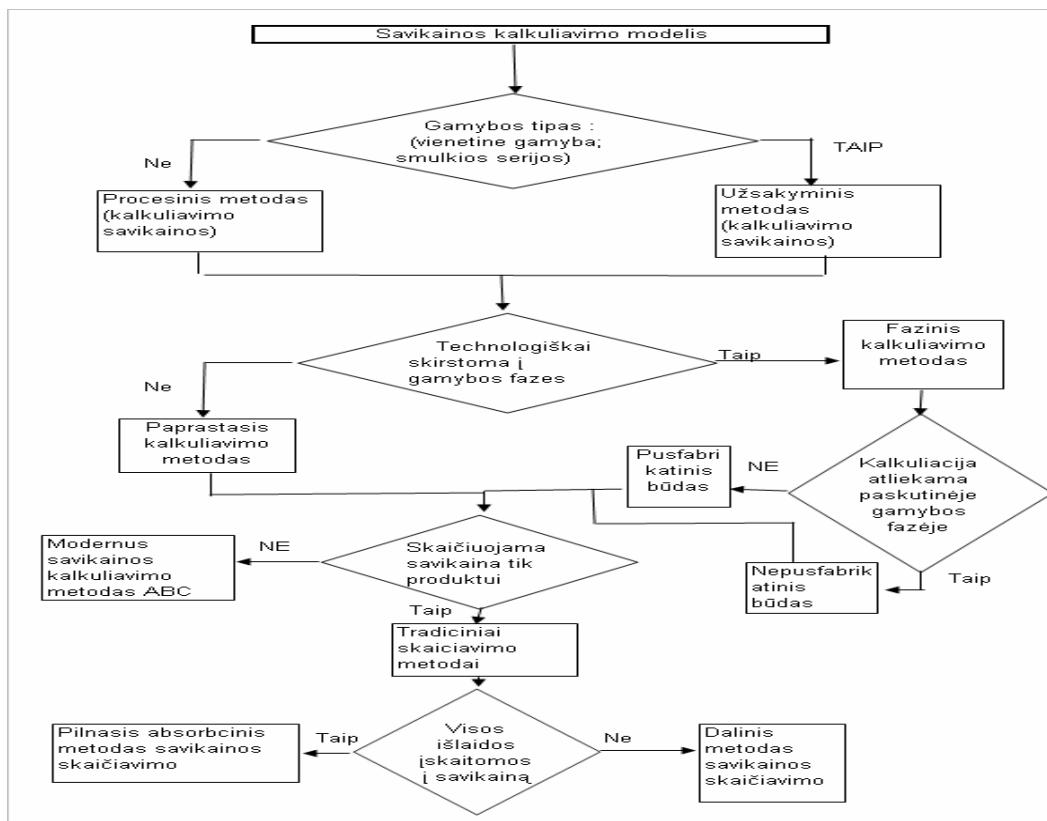 Savikainos kalkuliavimo modelis
Gamybos tipas :
(vienetine gamyba;
smulkios serijos)
Ne
TAIP
Procesinis metodas
(kalkuliavimo
savikainos)
Užsakyminis
metodas
(kalkuliavimo
savikainos)
Technologiškai
skirstoma į
gamybos fazes
Taip
Fazinis
kalkuliavimo
metodas
Ne
Paprastasis
kalkuliavimo
metodas
Pusfabri
katinis
būdas
NE
Kalkuliacija
atliekama
paskutinėje
gamybos
fazėje
Modernus
savikainos
kalkuliavimo
metodas ABC
NE
Skaičiuojama
savikaina tik
produktui
Nepusfabrik
atinis
būdas
Taip
Taip
Tradiciniai
skaiciavimo
metodai
Pilnasis absorbcinis
metodas savikainos
skaičiavimo
Taip
Visos
išlaidos
įskaitomos
į savikainą
Ne
Dalinis
metodas
savikainos
skaičiavimo